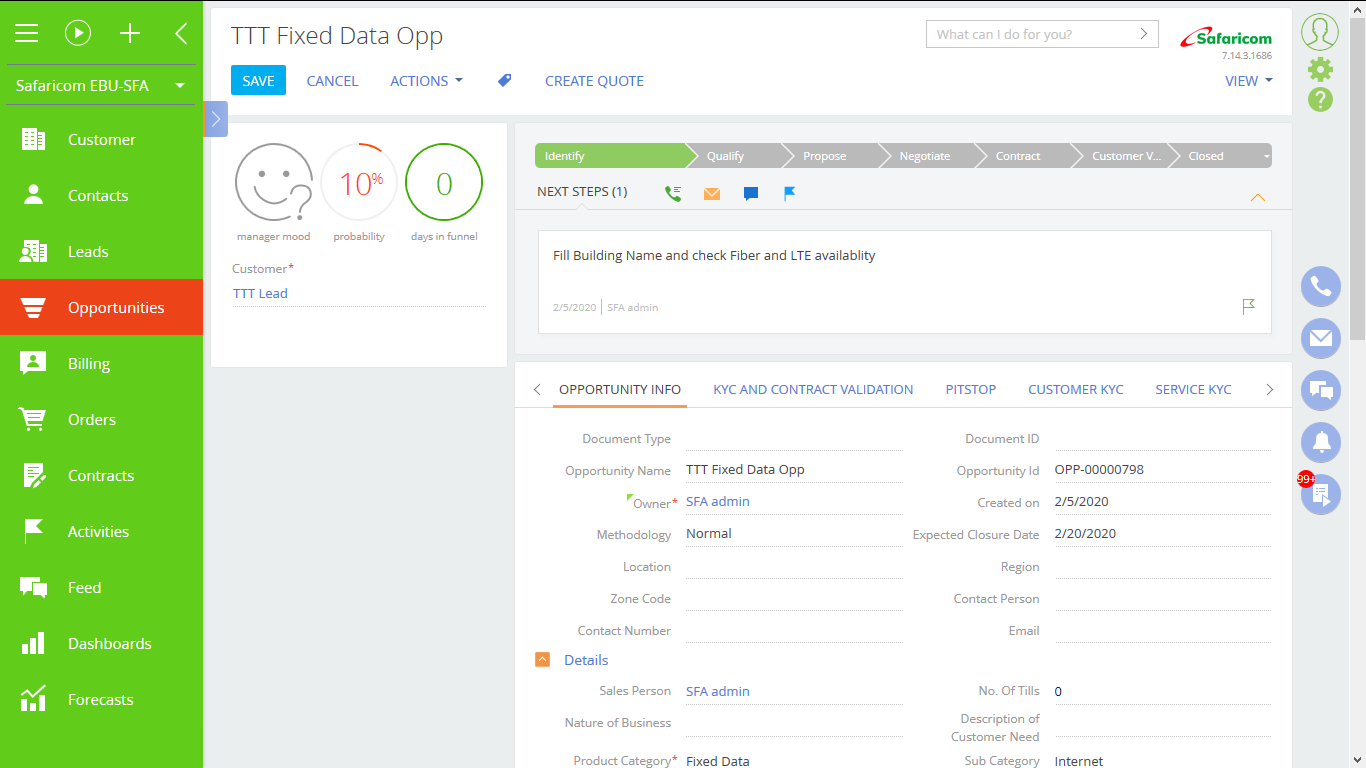 TTT Fixed Data Opp
What can I do for you?
Safaricom
7.14.3.1686
SAVE
CANCEL
ACTIONS
CREATE QUOTE
VIEW
Safaricom EBU-SFA
Customer
Contacts
Leads
Opportunities
Billing
Orders
Contracts
Activities
Feed
Dashboards
Forecasts
10%
0
manager mood
probability
days in funnel
Customer*
TTT Lead
Identify
Qualify
Propose
Negotiate
Contract
Customer V...
Closed
NEXT STEPS (1)
Fill Building Name and check Fiber and LTE availablity
2/5/2020
SFA admin
OPPORTUNITY INFO
KYC AND CONTRACT VALIDATION
PITSTOP
CUSTOMER KYC
SERVICE KYC
Document Type
Document ID
Opportunity Name TTT Fixed Data Opp
Opportunity Id OPP-00000798
Owner* SFA admin
Created on 2/5/2020
Methodology Normal
Expected Closure Date 2/20/2020
Location
Region
Zone Code
Contact Person
Contact Number
Email
Details
Sales Person SFA admin
No. Of Tills 0
Nature of Business
Description of
Customer Need
Product Category* Fixed Data
Sub Category Internet
?
99+